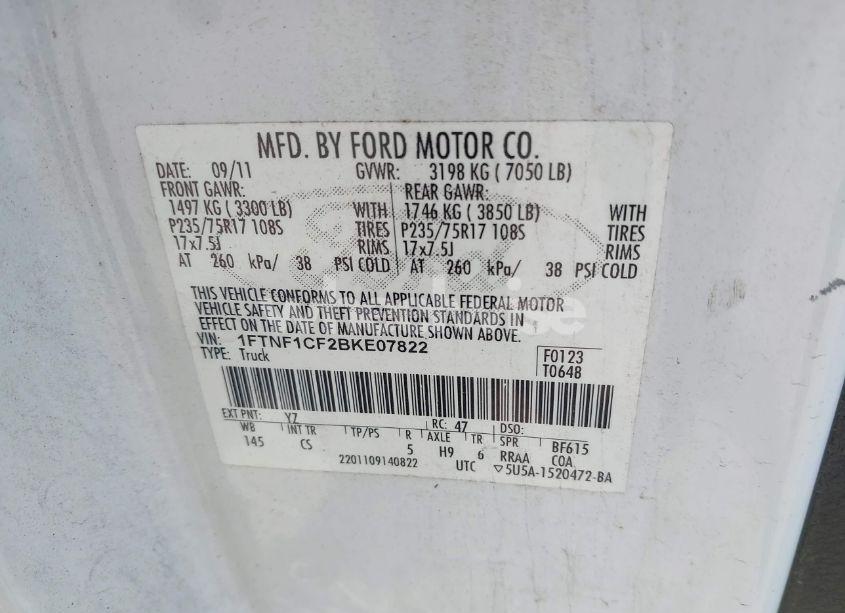 MFD. BY FORD MOTOR CO.
DATE: 09/11 GVWR: 3198 KG ( 7050 LB)
FRONT GAWR: REAR GAWR:
1497 KG ( 3300 LB) WITH 1746 KG ( 3850 LB) WITH
P235/75R17 108S TIRES P235/75R17 108S TIRES
17x7.5J RIMS 17x7.5J RIMS
AT 260 kPa/ 38 PSI COLD AT 260 kPa/ 38 PSI COLD
THIS VEHICLE CONFORMS TO ALL APPLICABLE FEDERAL MOTOR
VEHICLE SAFETY AND THEFT PREVENTION STANDARDS IN
EFFECT ON THE DATE OF MANUFACTURE SHOWN ABOVE.
VIN: 1FTNF1CF2BKE07822
TYPE: Truck
F0123
T0648
EXT PNT: YZ RC: 47 DSO:
WB INT TR TP/PS R AXLE TR SPR BF615
145 CS 5 H9 6 RRAA COA
2201109140822 UTC ▽5U5A-1520472-BA